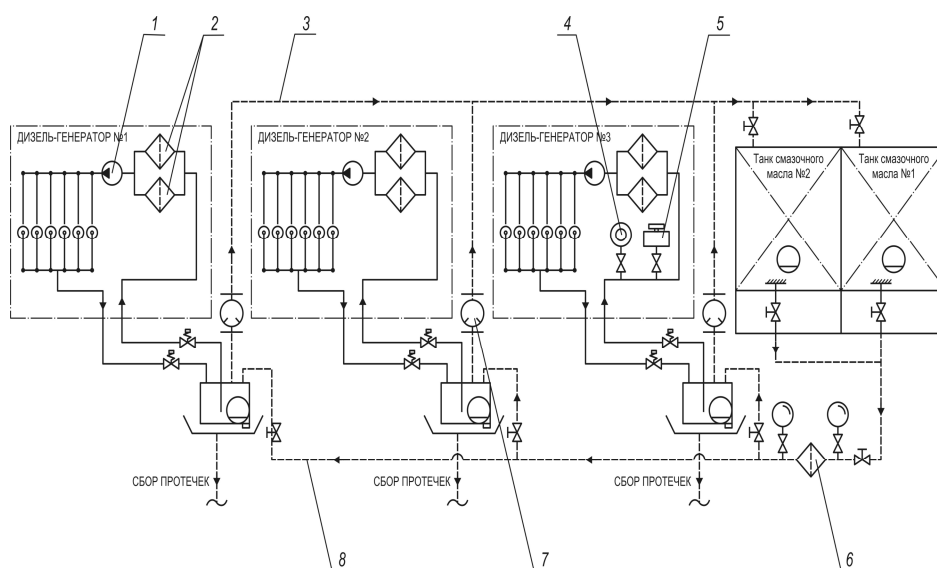 1
2
3
4
5
ДИЗЕЛЬ-ГЕНЕРАТОР №1
ДИЗЕЛЬ-ГЕНЕРАТОР №2
ДИЗЕЛЬ-ГЕНЕРАТОР №3
Танк смазочного
масла №2
Танк смазочного
масла №1
СБОР ПРОТЕЧЕК
СБОР ПРОТЕЧЕК
СБОР ПРОТЕЧЕК
8
7
6